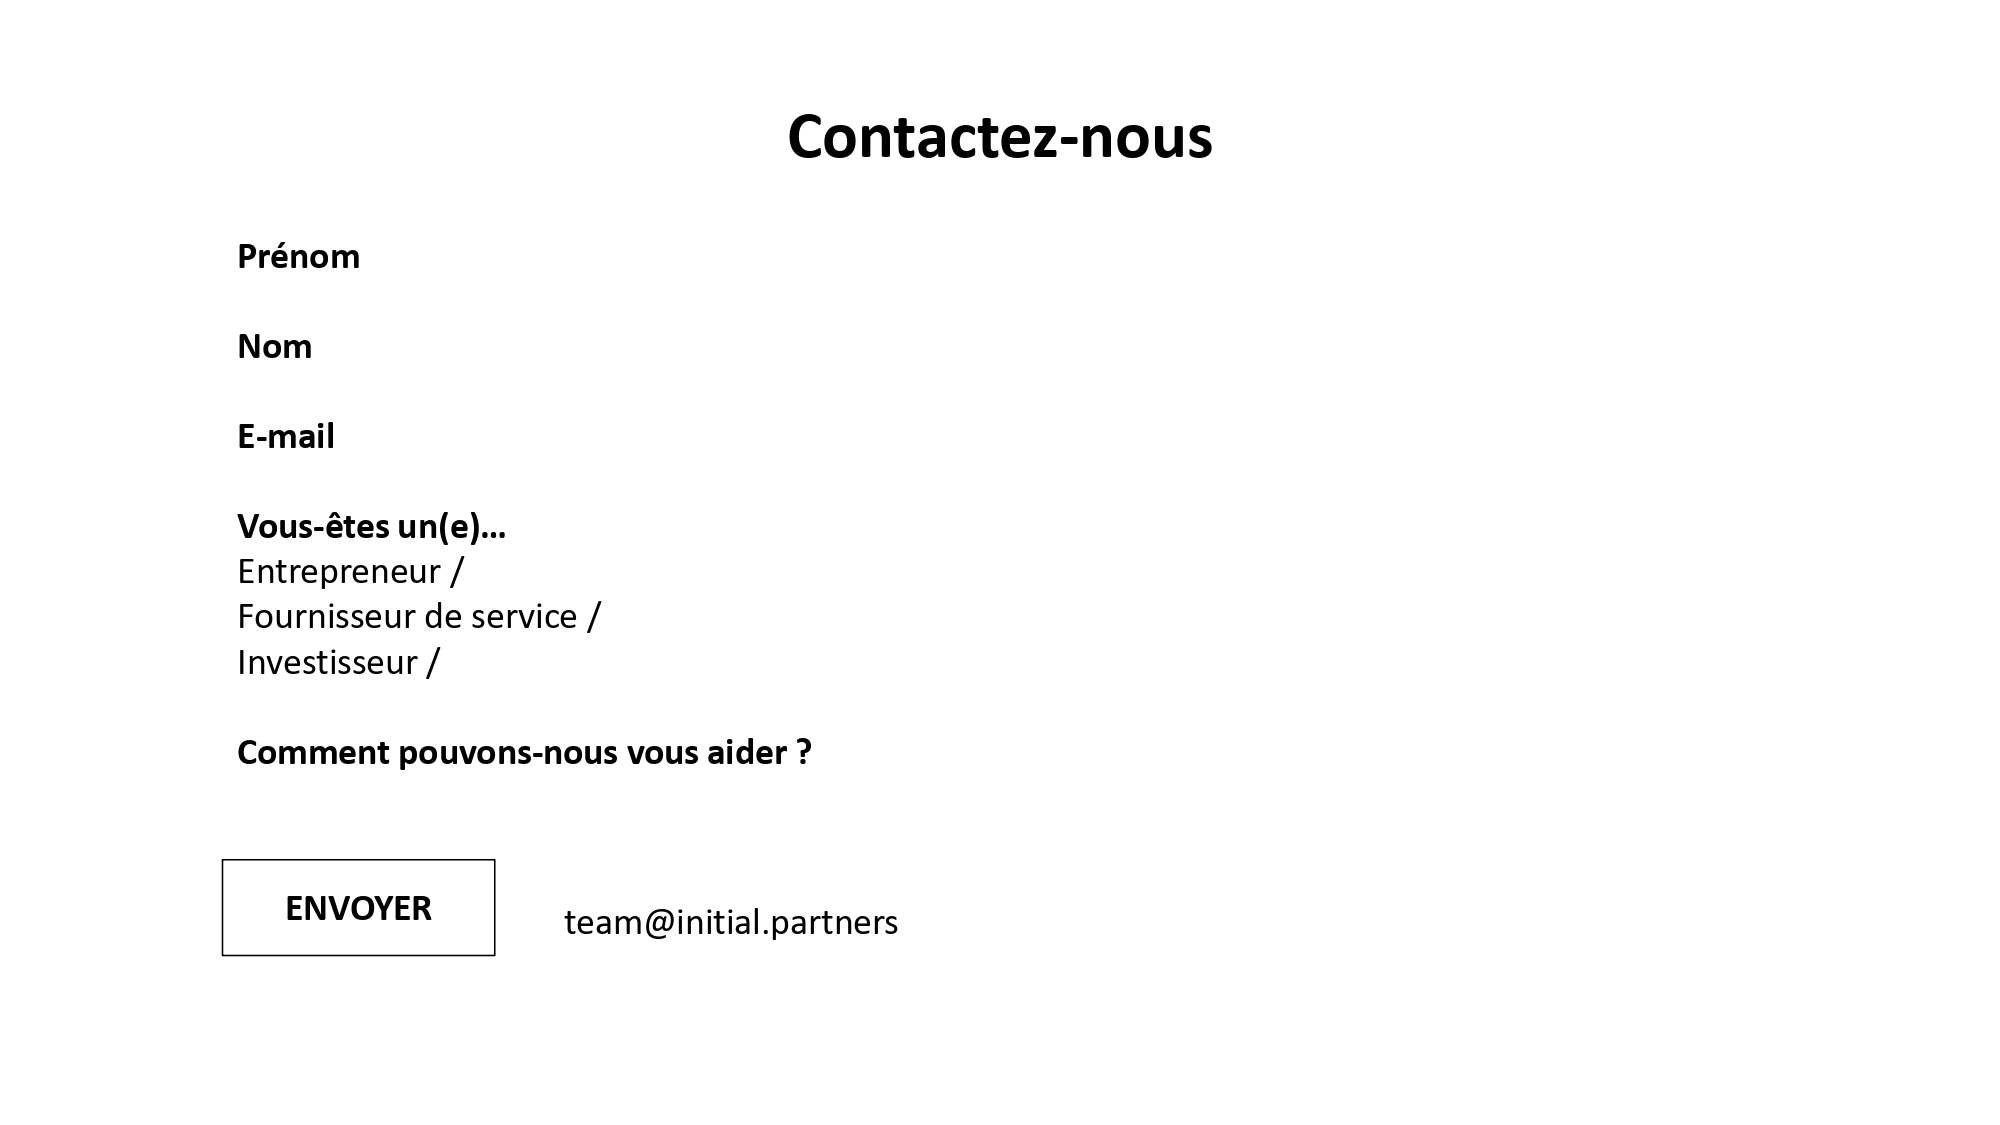 Contactez-nous
Prénom
Nom
E-mail
Vous-êtes un(e)...
Entrepreneur /
Fournisseur de service /
Investisseur /
Comment pouvons-nous vous aider ?
ENVOYER
team@initial.partners